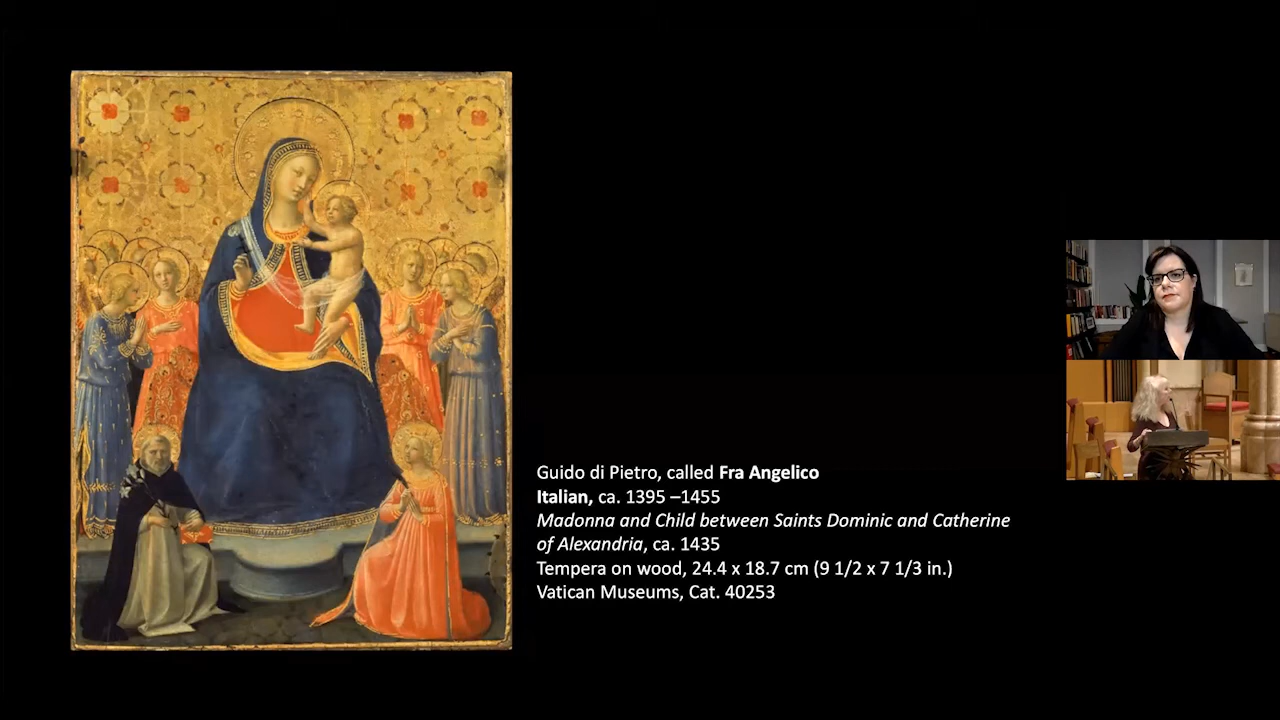 Guido di Pietro, called Fra Angelico
Italian, ca. 1395 –1455
Madonna and Child between Saints Dominic and Catherine
of Alexandria, ca. 1435
Tempera on wood, 24.4 x 18.7 cm (9 1/2 x 7 1/3 in.)
Vatican Museums, Cat. 40253